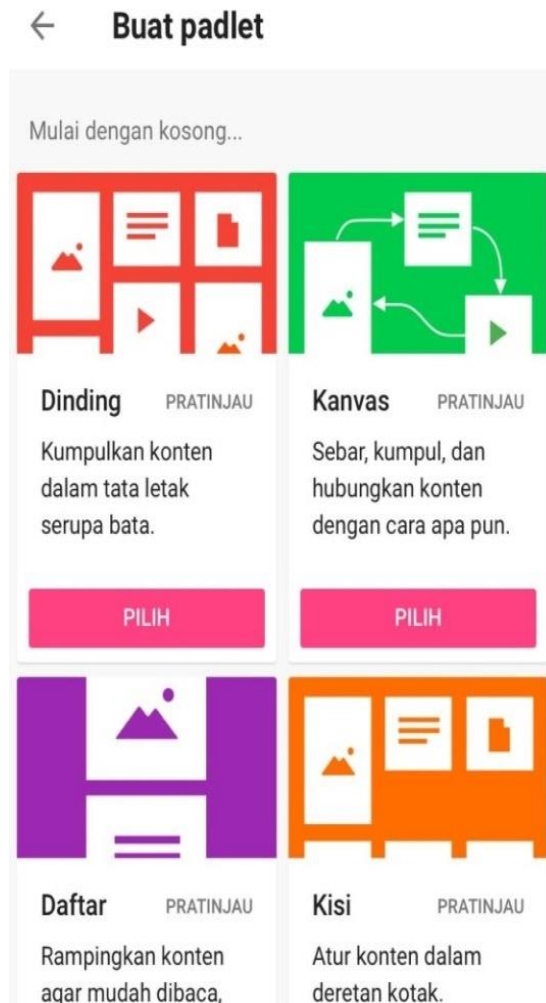 Buat padlet
Mulai dengan kosong...
Dinding PRATINJAU
Kumpulkan konten
dalam tata letak
serupa bata.
PILIH
Kanvas PRATINJAU
Sebar, kumpul, dan
hubungkan konten
dengan cara apa pun.
PILIH
Daftar PRATINJAU
Rampingkan konten
agar mudah dibaca,
Kisi PRATINJAU
Atur konten dalam
deretan kotak.